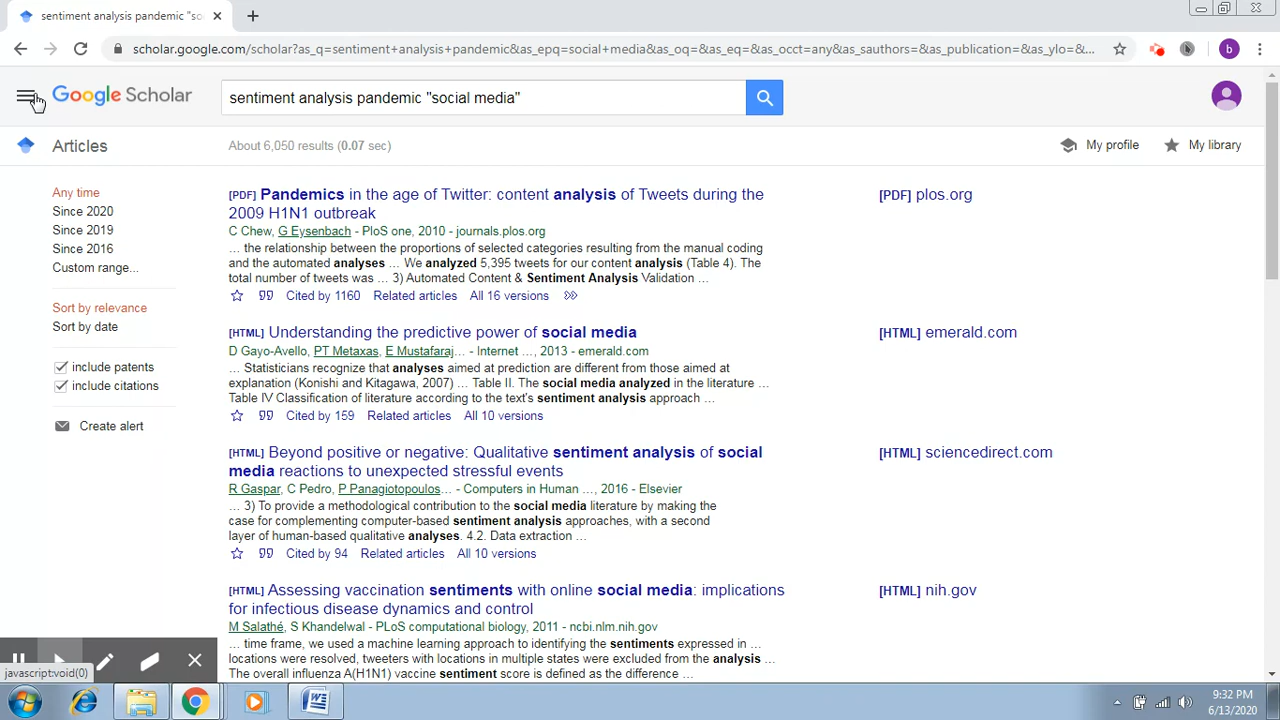 sentiment analysis pandemic "so
scholar.google.com/scholar?as_q=sentiment+analysis+pandemic&as_epq=social+media&as_oq=&as_eq=&as_occt=any&as_sauthors=&as_publication=&as_ylo=&...
b
Google Scholar
sentiment analysis pandemic "social media"
Articles
About 6,050 results (0.07 sec)
My profile
My library
Any time
Since 2020
Since 2019
Since 2016
Custom range...
Sort by relevance
Sort by date
include patents
include citations
Create alert
[PDF] Pandemics in the age of Twitter: content analysis of Tweets during the
2009 H1N1 outbreak
C Chew, G Eysenbach - PloS one, 2010 - journals.plos.org
... the relationship between the proportions of selected categories resulting from the manual coding
and the automated analyses ... We analyzed 5,395 tweets for our content analysis (Table 4). The
total number of tweets was ... 3) Automated Content & Sentiment Analysis Validation ...
Cited by 1160 Related articles All 16 versions
[PDF] plos.org
[HTML] Understanding the predictive power of social media
D Gayo-Avello, PT Metaxas, E Mustafaraj... - Internet ..., 2013 - emerald.com
... Statisticians recognize that analyses aimed at prediction are different from those aimed at
explanation (Konishi and Kitagawa, 2007) ... Table II. The social media analyzed in the literature ...
Table IV Classification of literature according to the text's sentiment analysis approach ...
Cited by 159 Related articles All 10 versions
[HTML] emerald.com
[HTML] Beyond positive or negative: Qualitative sentiment analysis of social
media reactions to unexpected stressful events
R Gaspar, C Pedro, P Panagiotopoulos... - Computers in Human ..., 2016 - Elsevier
... 3) To provide a methodological contribution to the social media literature by making the
case for complementing computer-based sentiment analysis approaches, with a second
layer of human-based qualitative analyses. 4.2. Data extraction ...
Cited by 94 Related articles All 10 versions
[HTML] sciencedirect.com
[HTML] Assessing vaccination sentiments with online social media: implications
for infectious disease dynamics and control
M Salathé, S Khandelwal - PLoS computational biology, 2011 - ncbi.nlm.nih.gov
... time frame, we used a machine learning approach to identifying the sentiments expressed in ...
locations were resolved, tweeters with locations in multiple states were excluded from the analysis ...
The overall influenza A(H1N1) vaccine sentiment score is defined as the difference ...
[HTML] nih.gov
javascript:void(0)
9:32 PM
6/13/2020